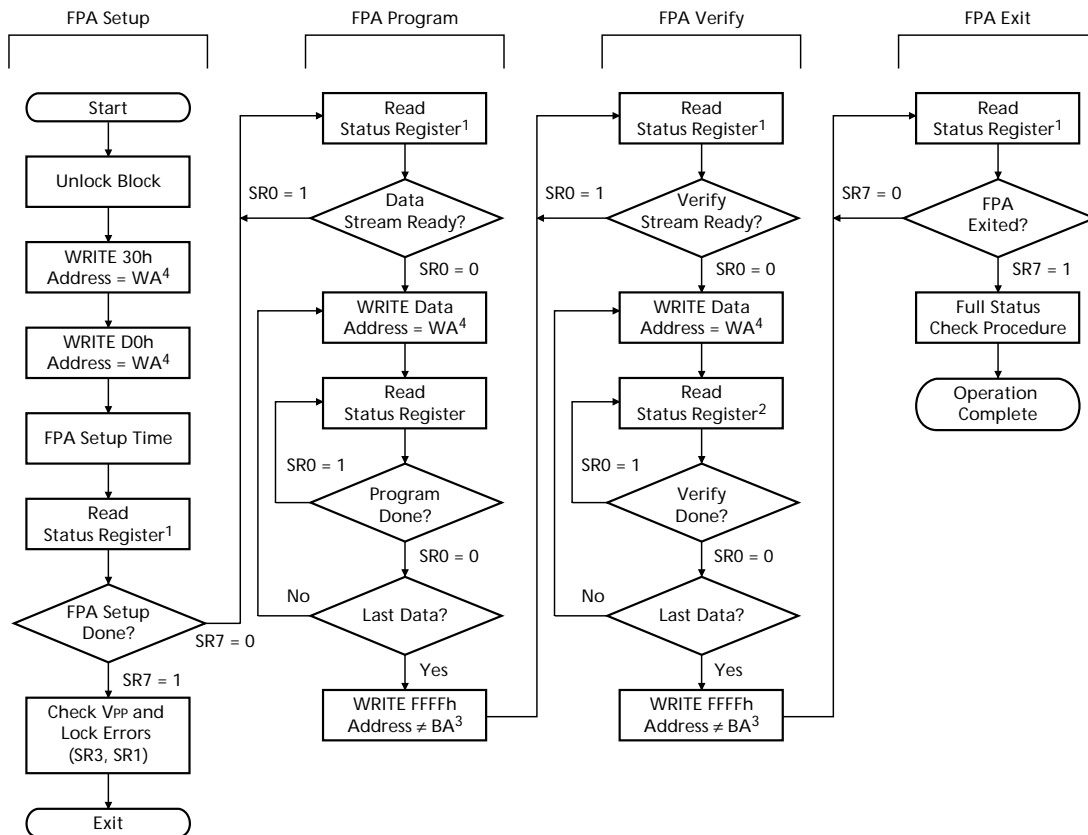 FPA Setup
Start
Unlock Block
WRITE 30h
Address = WA4
WRITE D0h
Address = WA4
FPA Setup Time
Read
Status Register1
FPA Setup
Done?
SR7 = 0
SR7 = 1
Check VPP and
Lock Errors
(SR3, SR1)
Exit
FPA Program
Read
Status Register1
SR0 = 1
Data
Stream Ready?
SR0 = 0
WRITE Data
Address = WA4
Read
Status Register
SR0 = 1
Program
Done?
SR0 = 0
No
Last Data?
Yes
WRITE FFFFh
Address ≠ BA3
FPA Verify
Read
Status Register1
SR0 = 1
Verify
Stream Ready?
SR0 = 0
WRITE Data
Address = WA4
Read
Status Register2
SR0 = 1
Verify
Done?
SR0 = 0
No
Last Data?
Yes
WRITE FFFFh
Address ≠ BA3
FPA Exit
Read
Status Register1
SR7 = 0
FPA
Exited?
SR7 = 1
Full Status
Check Procedure
Operation
Complete